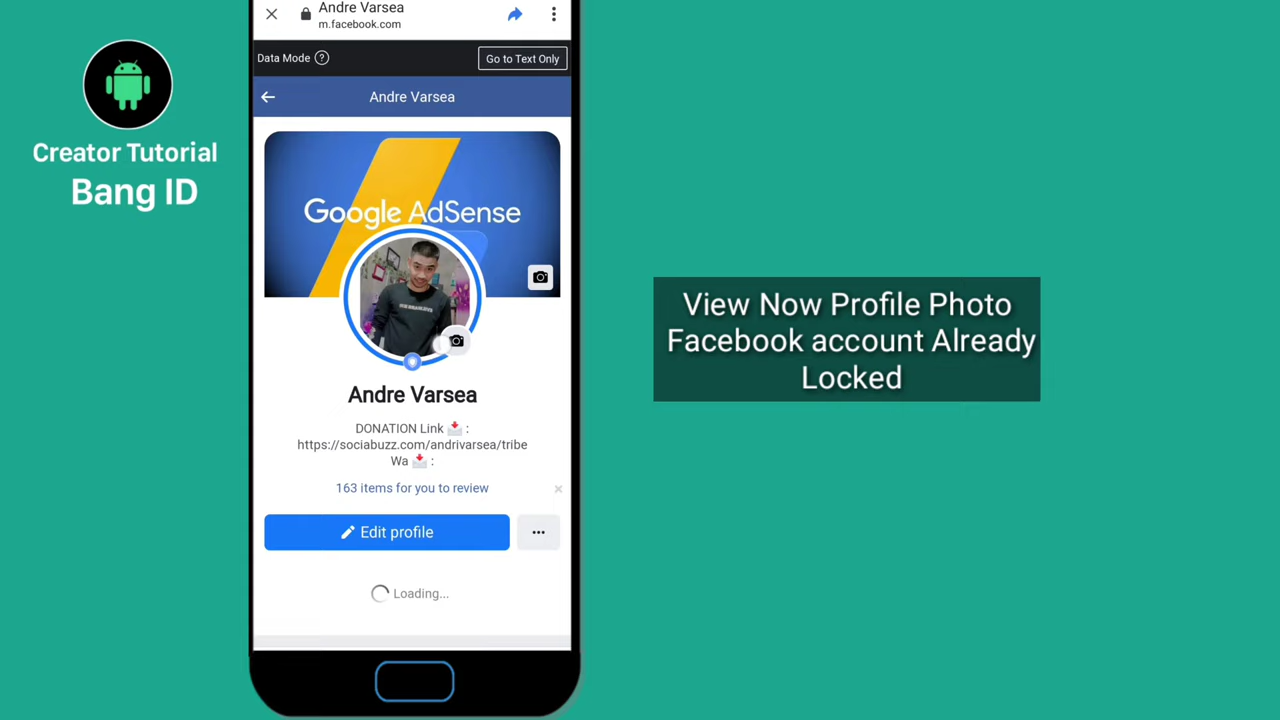 Creator Tutorial
Bang ID
Andre Varsea
m.facebook.com
Data Mode ?
Go to Text Only
Andre Varsea
Google AdSense
Andre Varsea
DONATION Link 📩 :
https://sociabuzz.com/andrivarsea/tribe
Wa 📩 :
163 items for you to review
Edit profile
Loading...
View Now Profile Photo
Facebook account Already
Locked